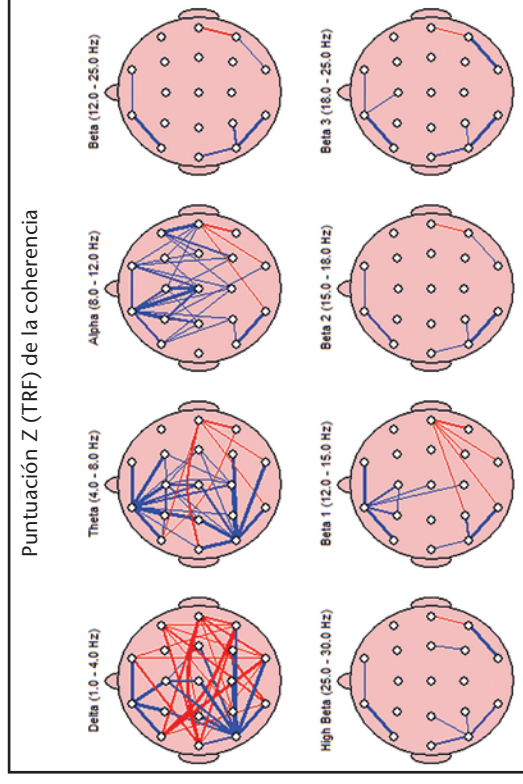 Puntuación Z (TRF) de la coherencia
Delta (1.0 - 4.0 Hz)
Theta (4.0 - 8.0 Hz)
Alpha (8.0 - 12.0 Hz)
Beta (12.0 - 25.0 Hz)
High Beta (25.0 - 30.0 Hz)
Beta 1 (12.0 - 15.0 Hz)
Beta 2 (15.0 - 18.0 Hz)
Beta 3 (18.0 - 25.0 Hz)